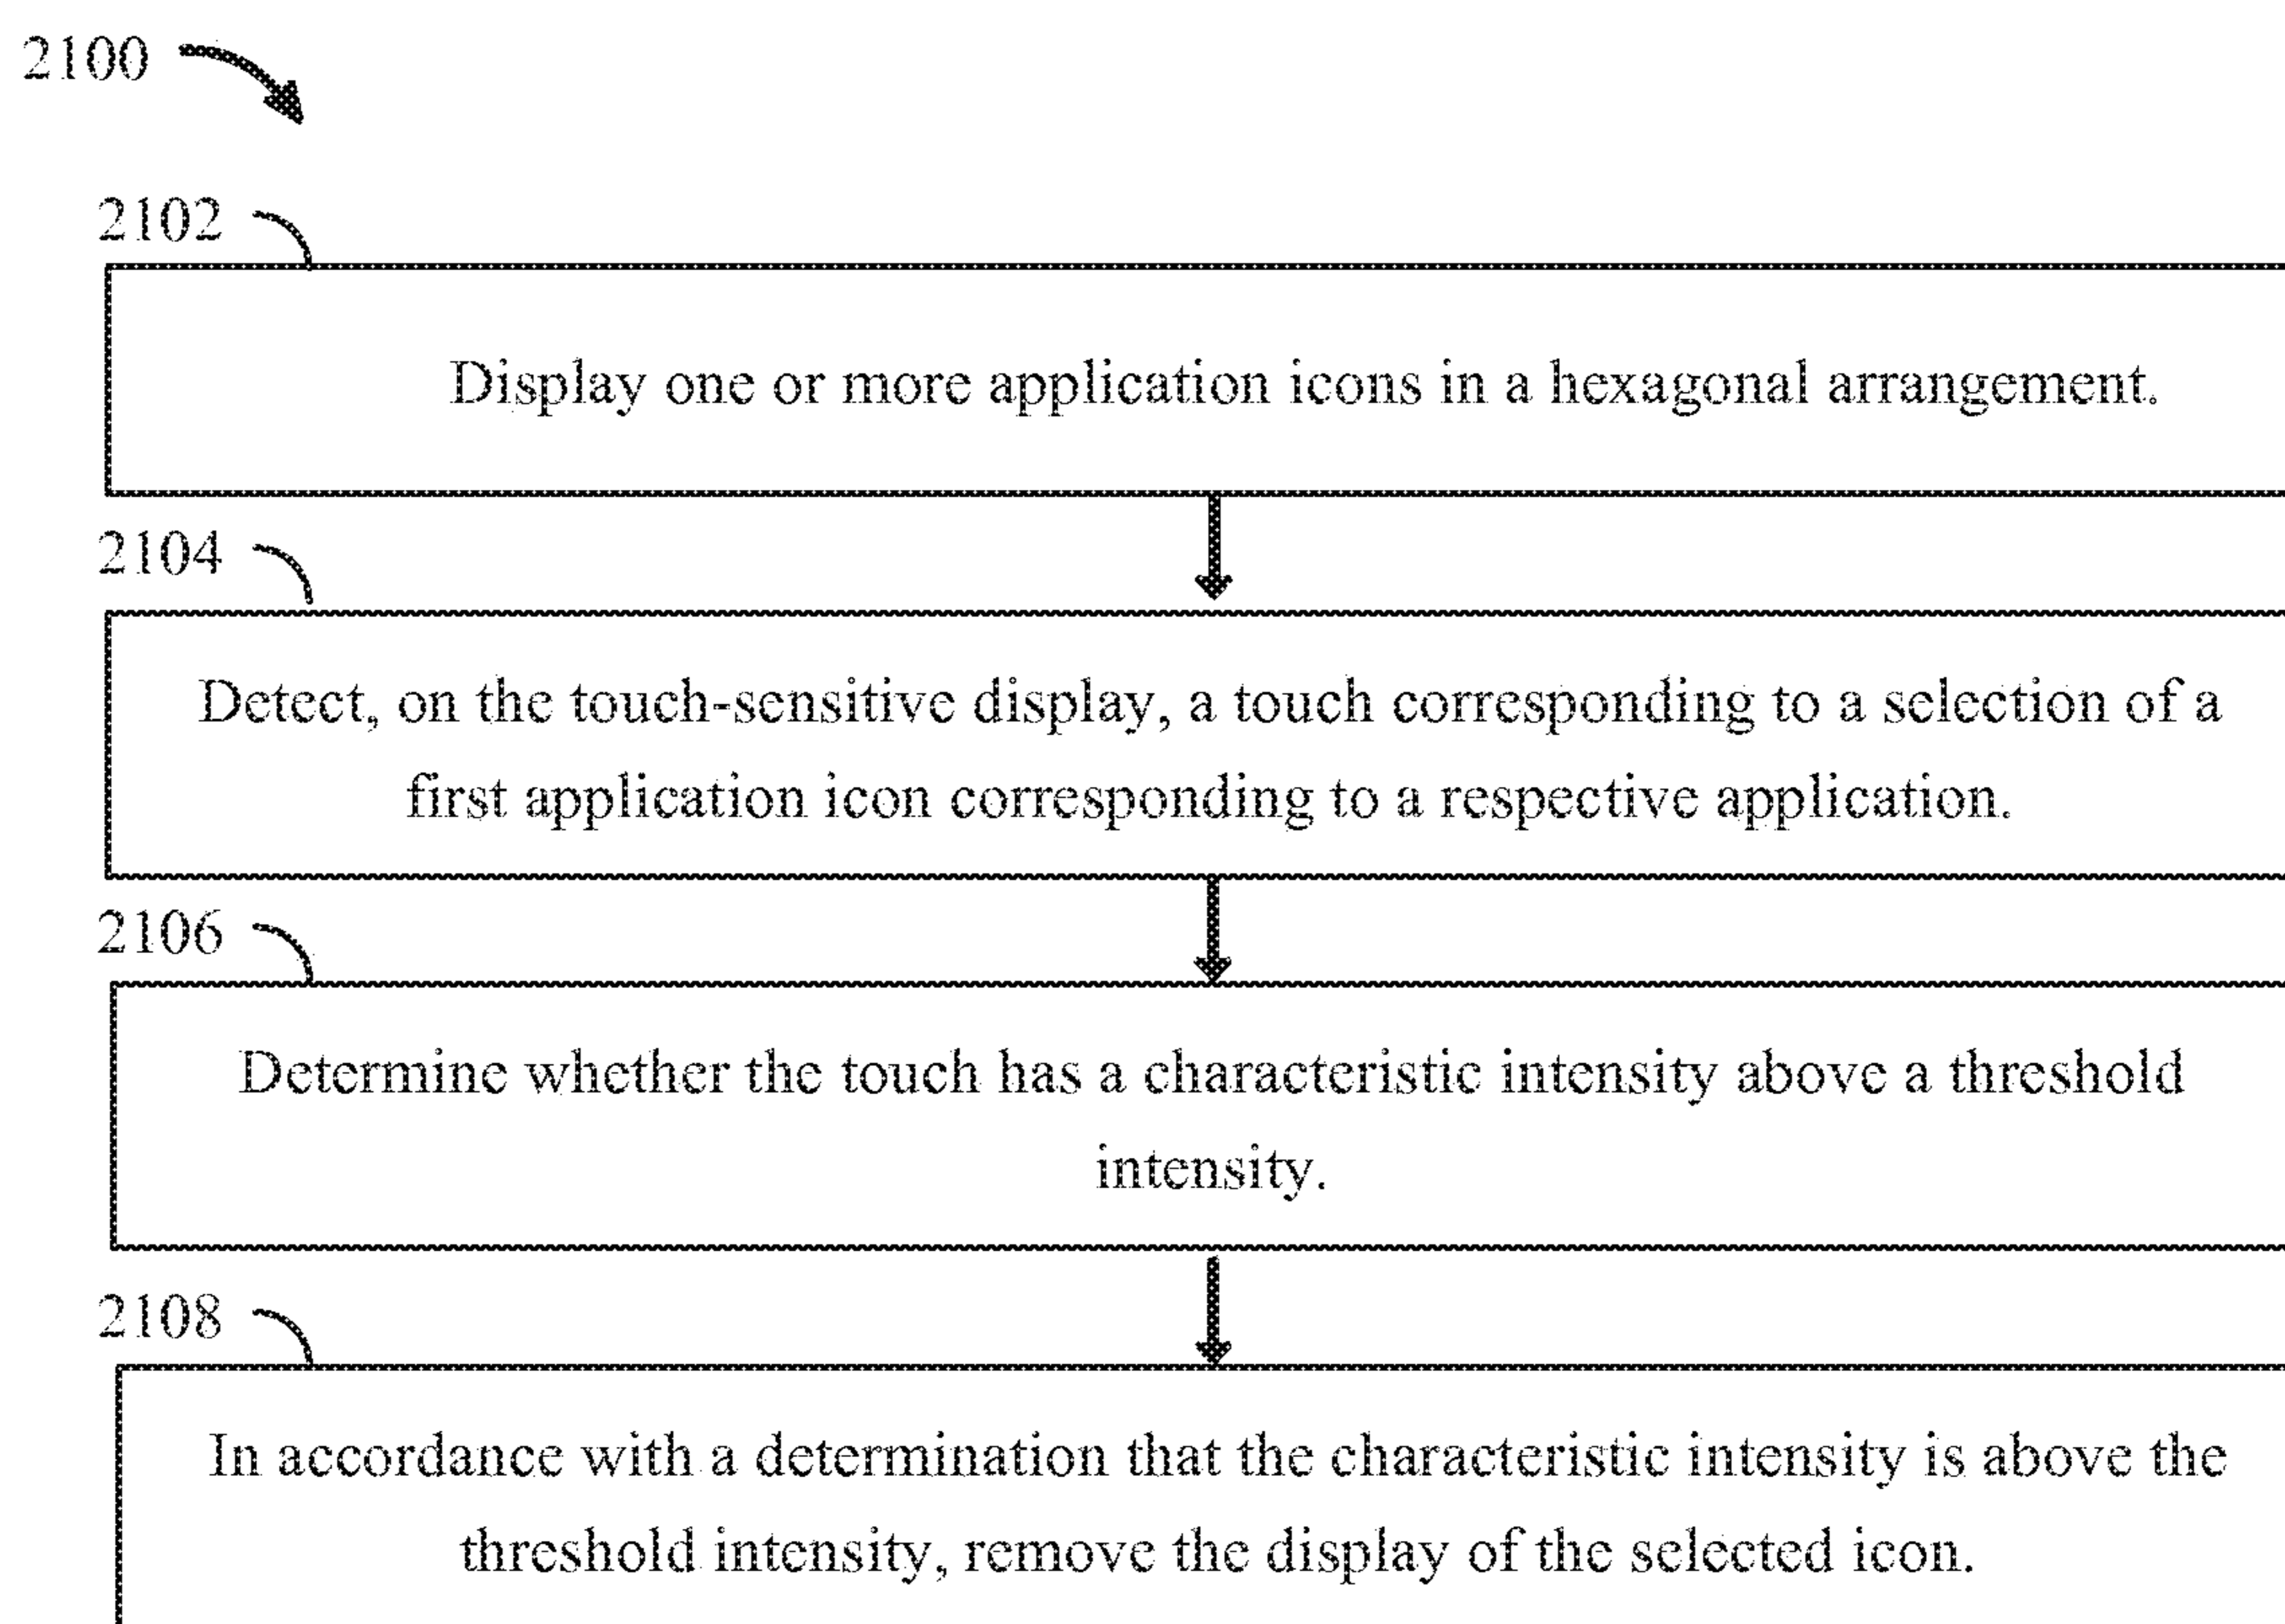 2100
2102
Display one or more application icons in a hexagonal arrangement.
2104
Detect, on the touch-sensitive display, a touch corresponding to a selection of a
first application icon corresponding to a respective application.
2106
Determine whether the touch has a characteristic intensity above a threshold
intensity.
2108
In accordance with a determination that the characteristic intensity is above the
threshold intensity, remove the display of the selected icon.